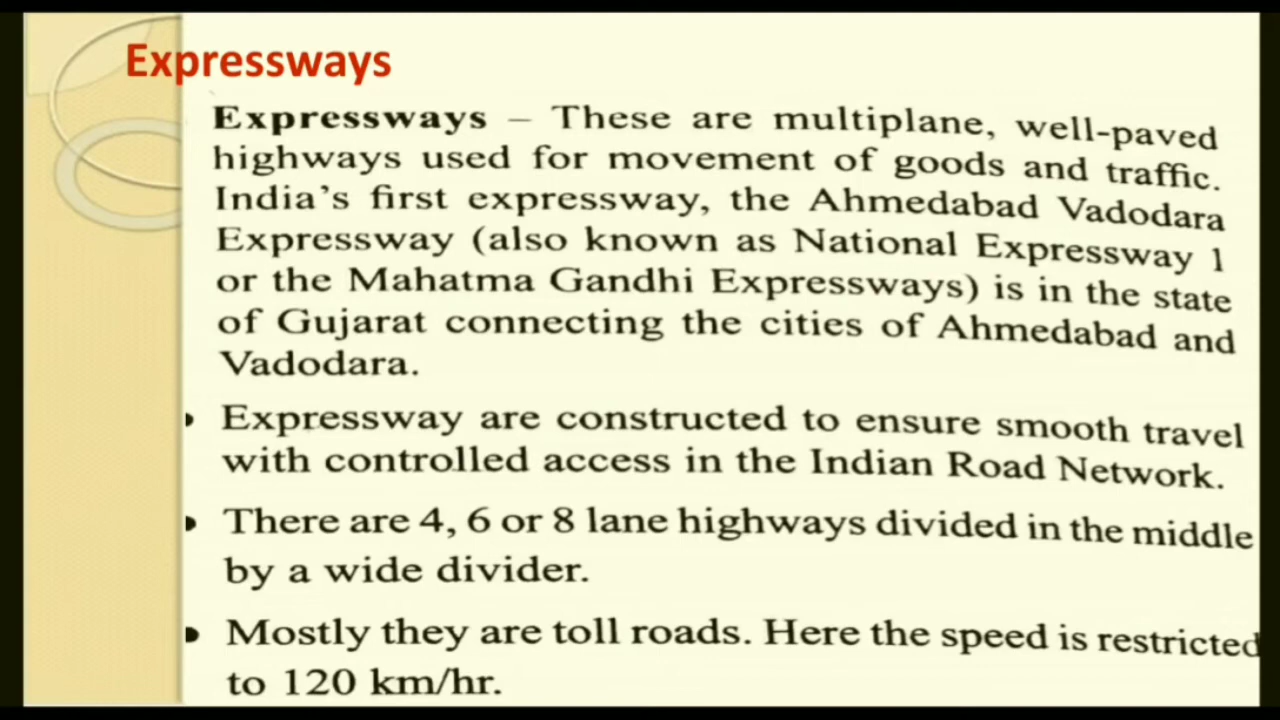 Expressways
Expressways – These are multiplane, well-paved
highways used for movement of goods and traffic.
India's first expressway, the Ahmedabad Vadodara
Expressway (also known as National Expressway 1
or the Mahatma Gandhi Expressways) is in the state
of Gujarat connecting the cities of Ahmedabad and
Vadodara.
• Expressway are constructed to ensure smooth travel
with controlled access in the Indian Road Network.
• There are 4, 6 or 8 lane highways divided in the middle
by a wide divider.
• Mostly they are toll roads. Here the speed is restricted
to 120 km/hr.